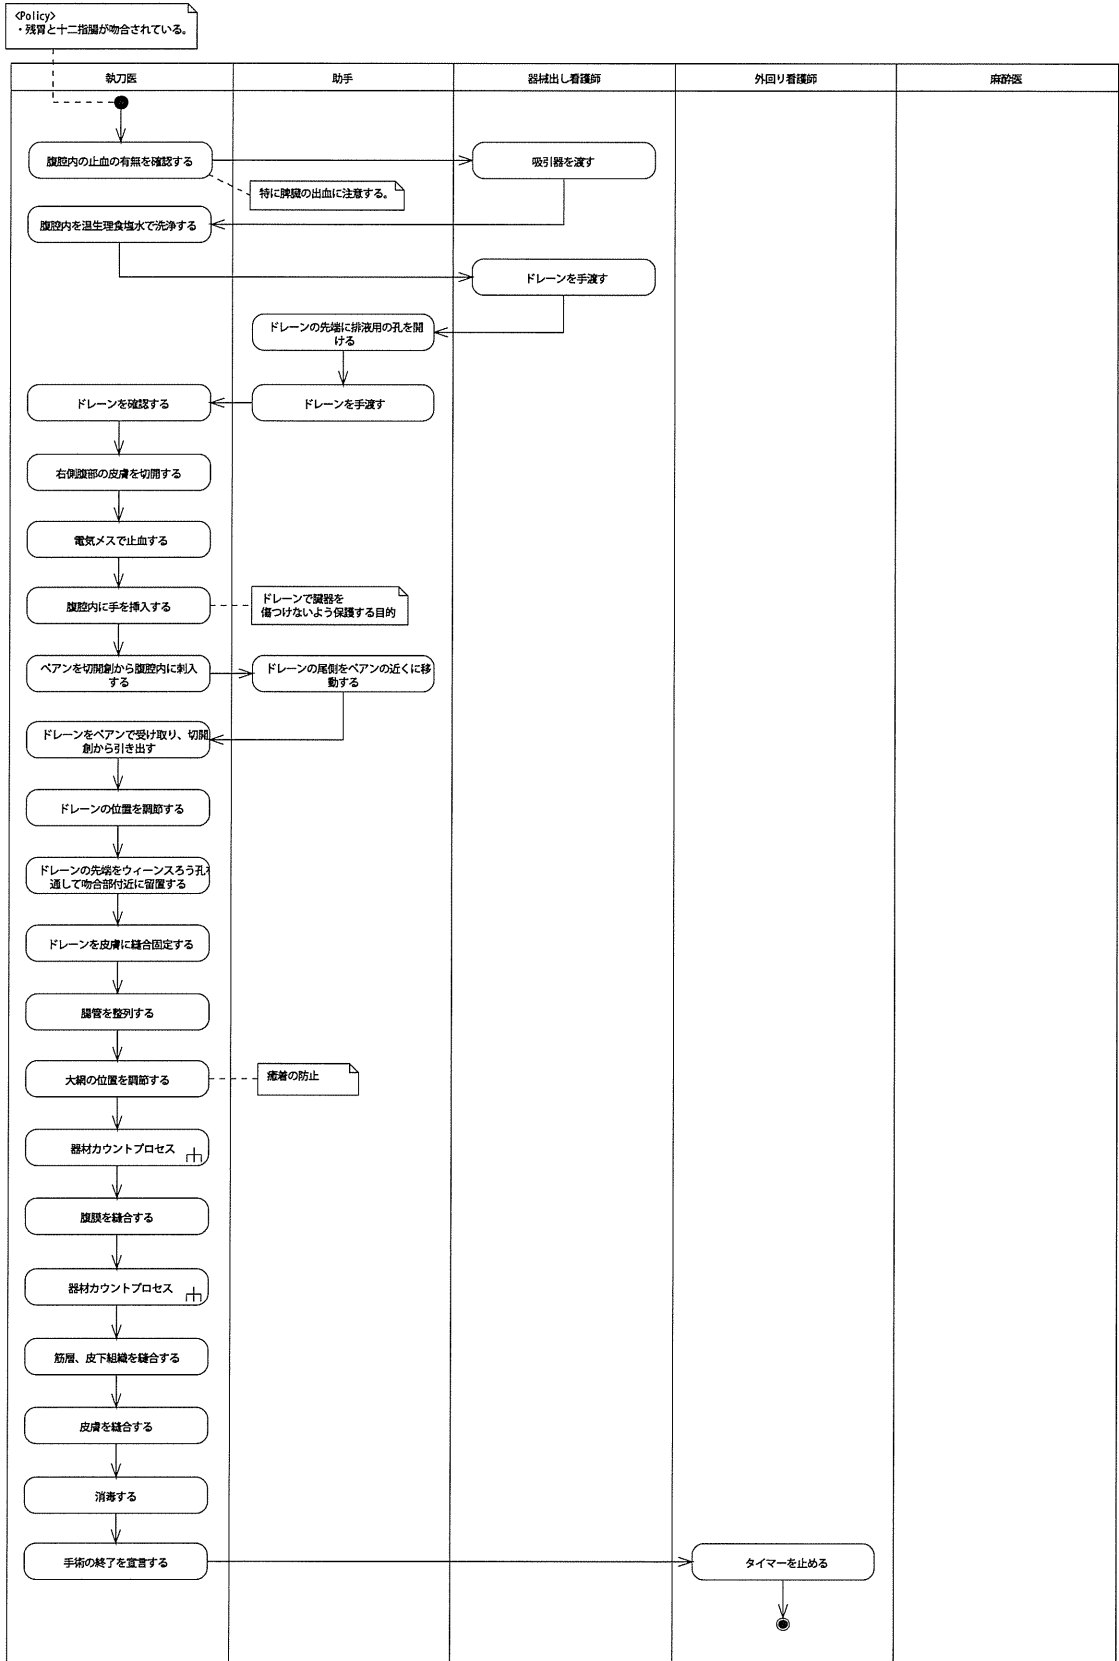 <Policy>
・残胃と十二指腸が吻合されている。
執刀医
助手
器械出し看護師
外回り看護師
麻酔医
腹腔内の止血の有無を確認する
吸引器を渡す
特に脾臓の出血に注意する。
腹腔内を温生理食塩水で洗浄する
ドレーンを手渡す
ドレーンの先端に排液用の孔を開
ける
ドレーンを確認する
ドレーンを手渡す
右側腹部の皮膚を切開する
電気メスで止血する
腹腔内に手を挿入する
ドレーンで臓器を
傷つけないよう保護する目的
ペアンを切開創から腹腔内に刺入
する
ドレーンの尾側をペアンの近くに移
動する
ドレーンをペアンで受け取り、切開
創から引き出す
ドレーンの位置を調節する
ドレーンの先端をウィーンスろう孔を
通して吻合部付近に留置する
ドレーンを皮膚に縫合固定する
腸管を整列する
大網の位置を調節する
癒着の防止
器材カウントプロセス
腹膜を縫合する
器材カウントプロセス
筋層、皮下組織を縫合する
皮膚を縫合する
消毒する
手術の終了を宣言する
タイマーを止める